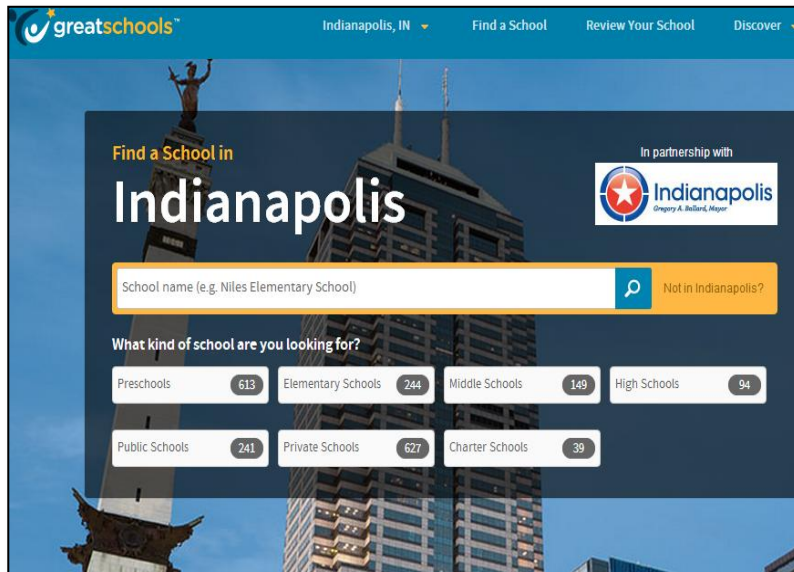 greatschools™
Indianapolis, IN
Find a School
Review Your School
Discover
Find a School in
Indianapolis
In partnership with
Indianapolis
Gregory A. Ballard, Mayor
School name (e.g. Niles Elementary School)
Not in Indianapolis?
What kind of school are you looking for?
Preschools 613
Elementary Schools 244
Middle Schools 149
High Schools 94
Public Schools 241
Private Schools 627
Charter Schools 39